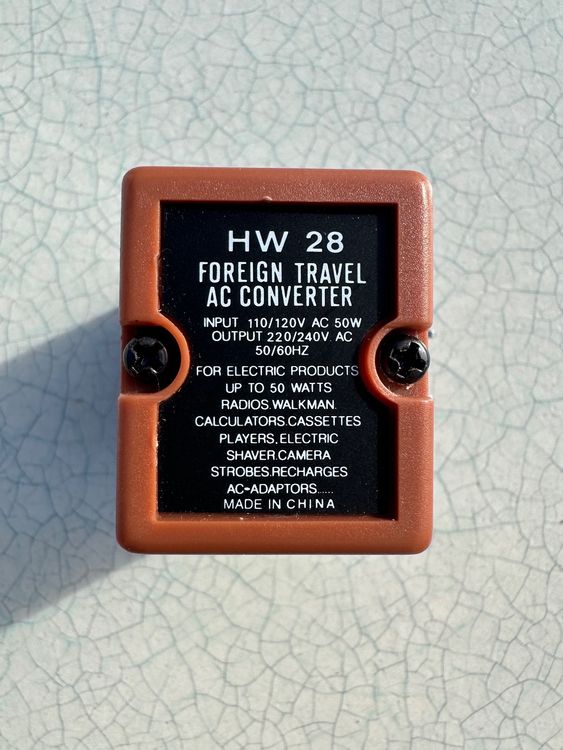 HW 28
FOREIGN TRAVEL
AC CONVERTER
INPUT 110/120V AC 50W
OUTPUT 220/240V AC
50/60HZ
FOR ELECTRIC PRODUCTS
UP TO 50 WATTS
RADIOS.WALKMAN.
CALCULATORS.CASSETTES
PLAYERS,ELECTRIC
SHAVER.CAMERA
STROBES.RECHARGES
AC-ADAPTORS......
MADE IN CHINA